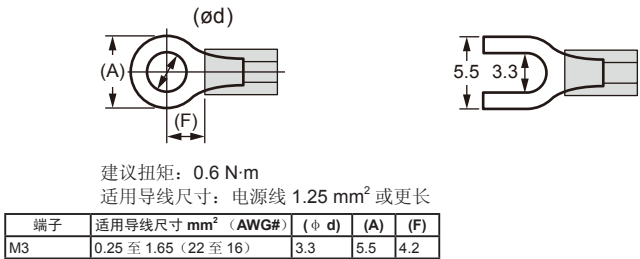 (ød)
(A)
(F)
5.5 3.3
建议扭矩：0.6 N·m
适用导线尺寸：电源线 1.25 mm² 或更长
端子 适用导线尺寸 mm² （AWG#） (φ d) (A) (F)
M3 0.25 至 1.65（22 至 16） 3.3 5.5 4.2